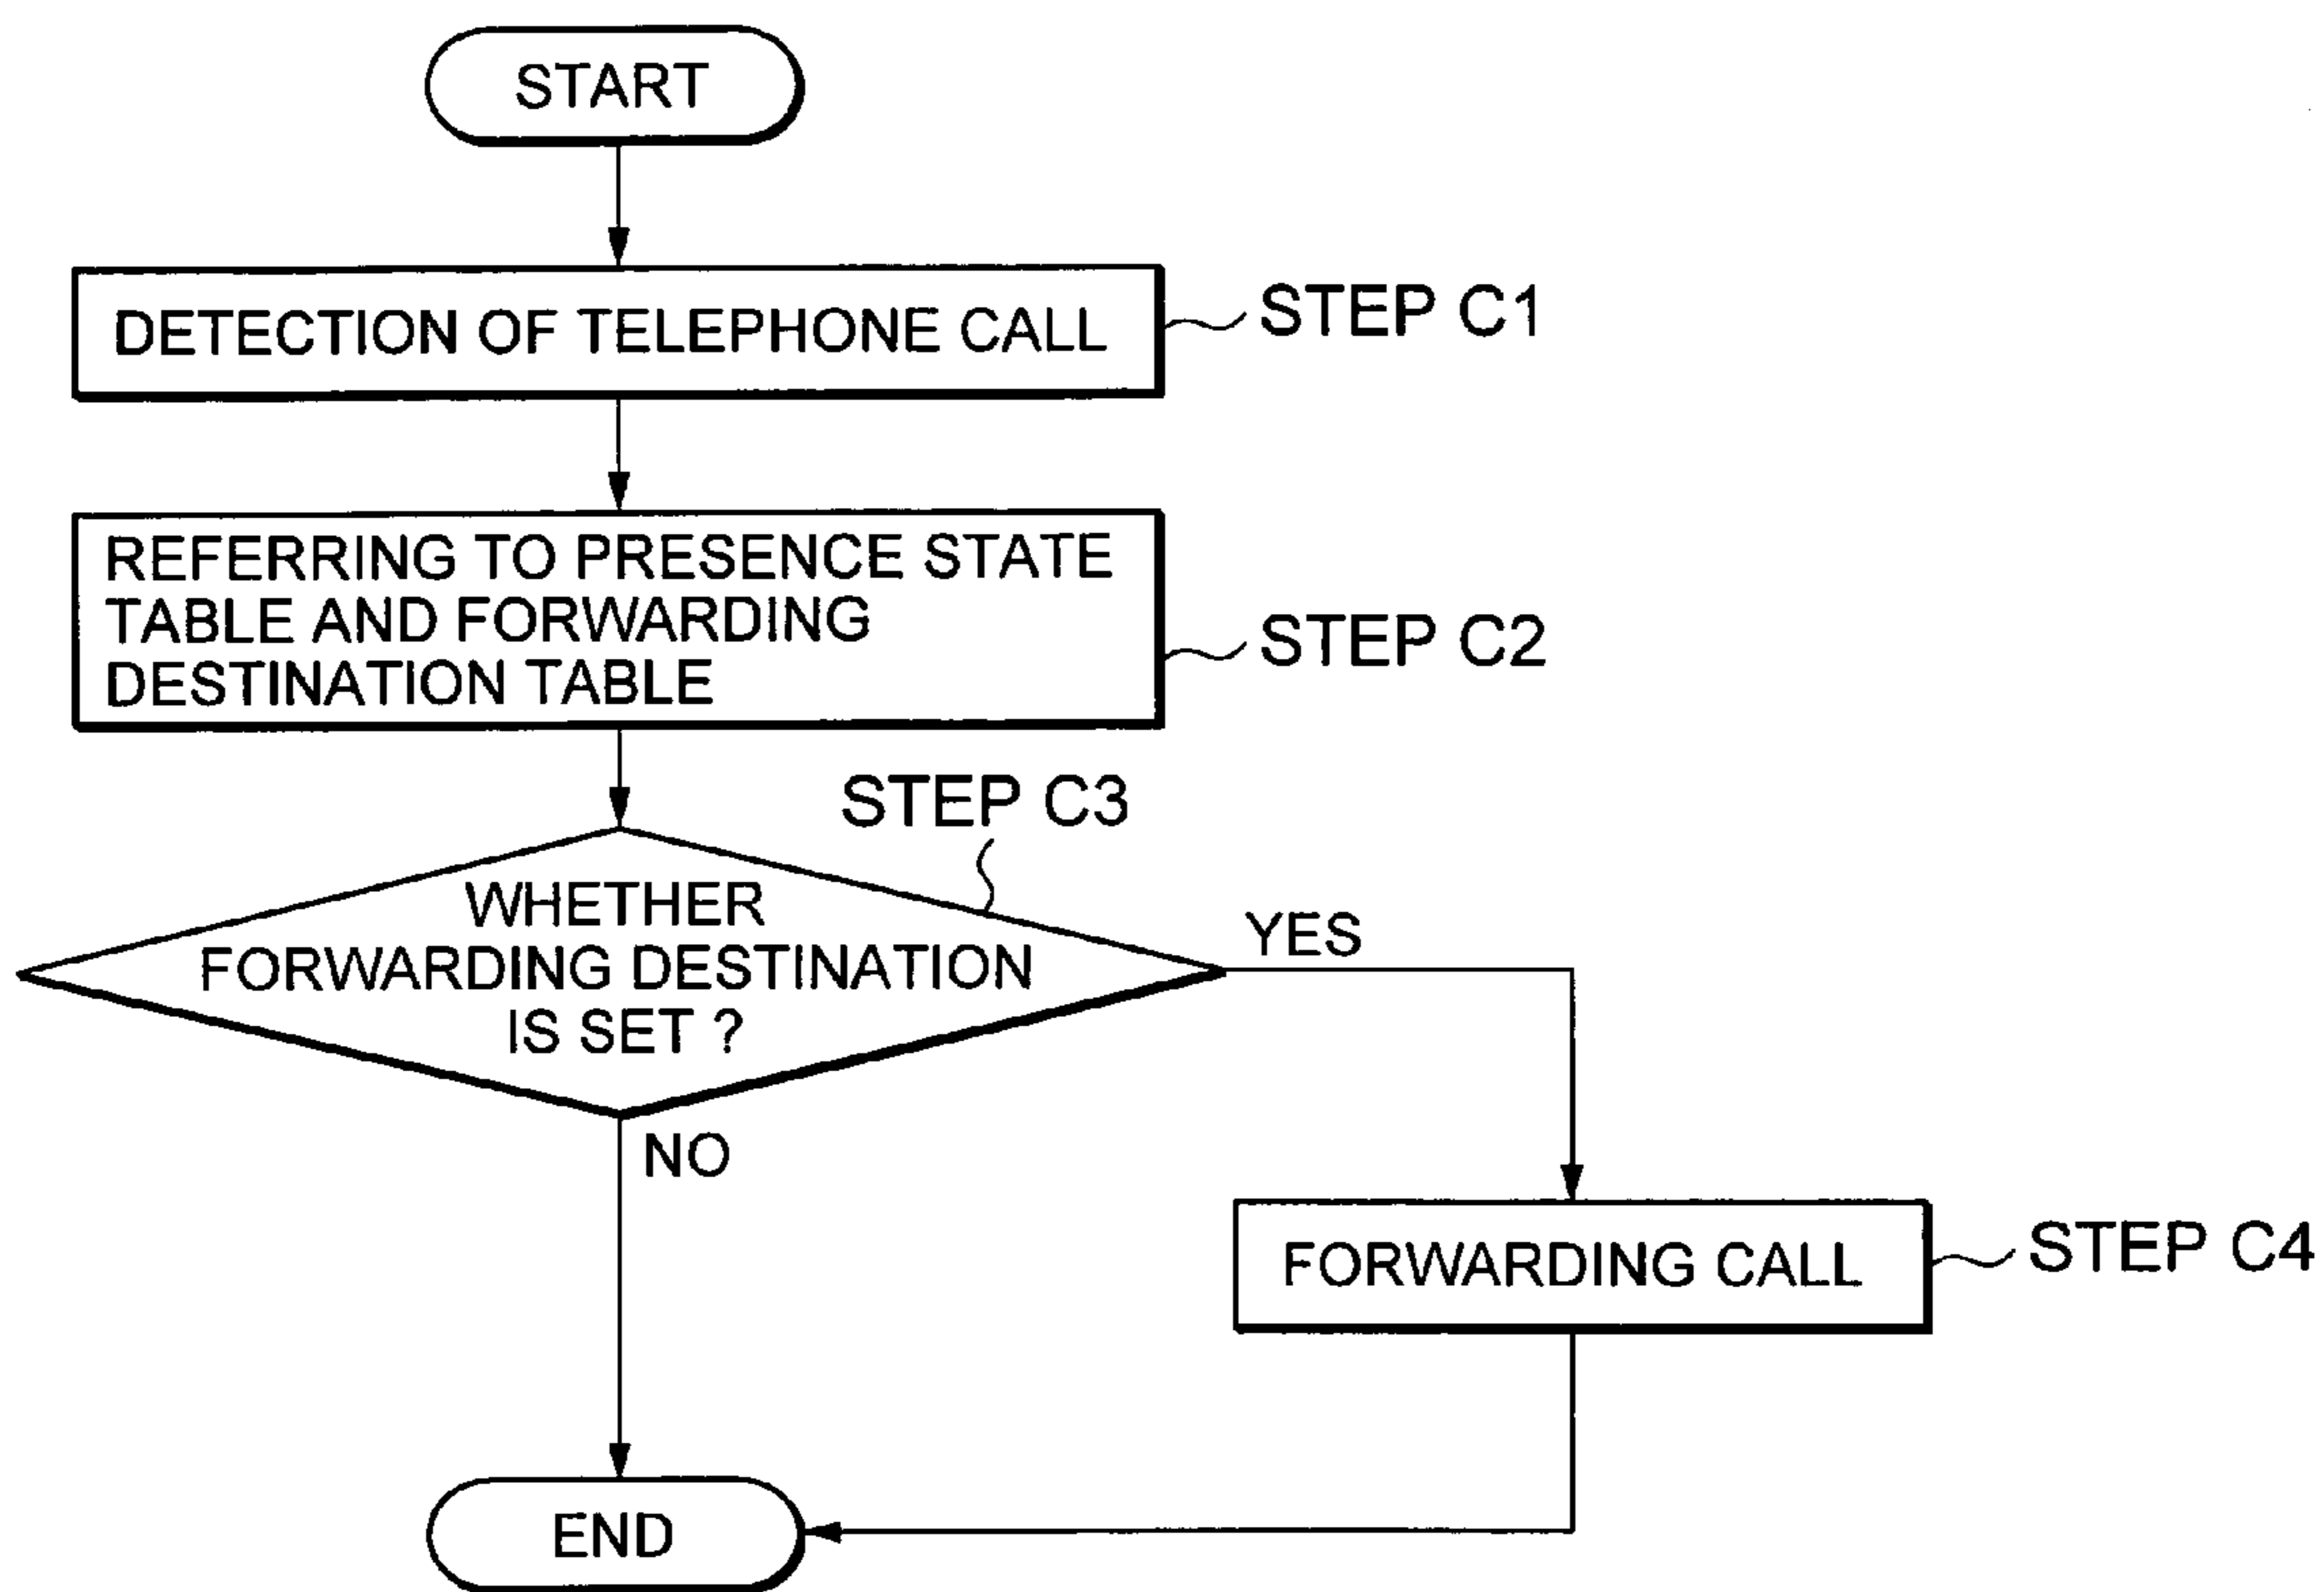 START
DETECTION OF TELEPHONE CALL
STEP C1
REFERRING TO PRESENCE STATE
TABLE AND FORWARDING
DESTINATION TABLE
STEP C2
STEP C3
WHETHER
FORWARDING DESTINATION
IS SET ?
YES
NO
FORWARDING CALL
STEP C4
END